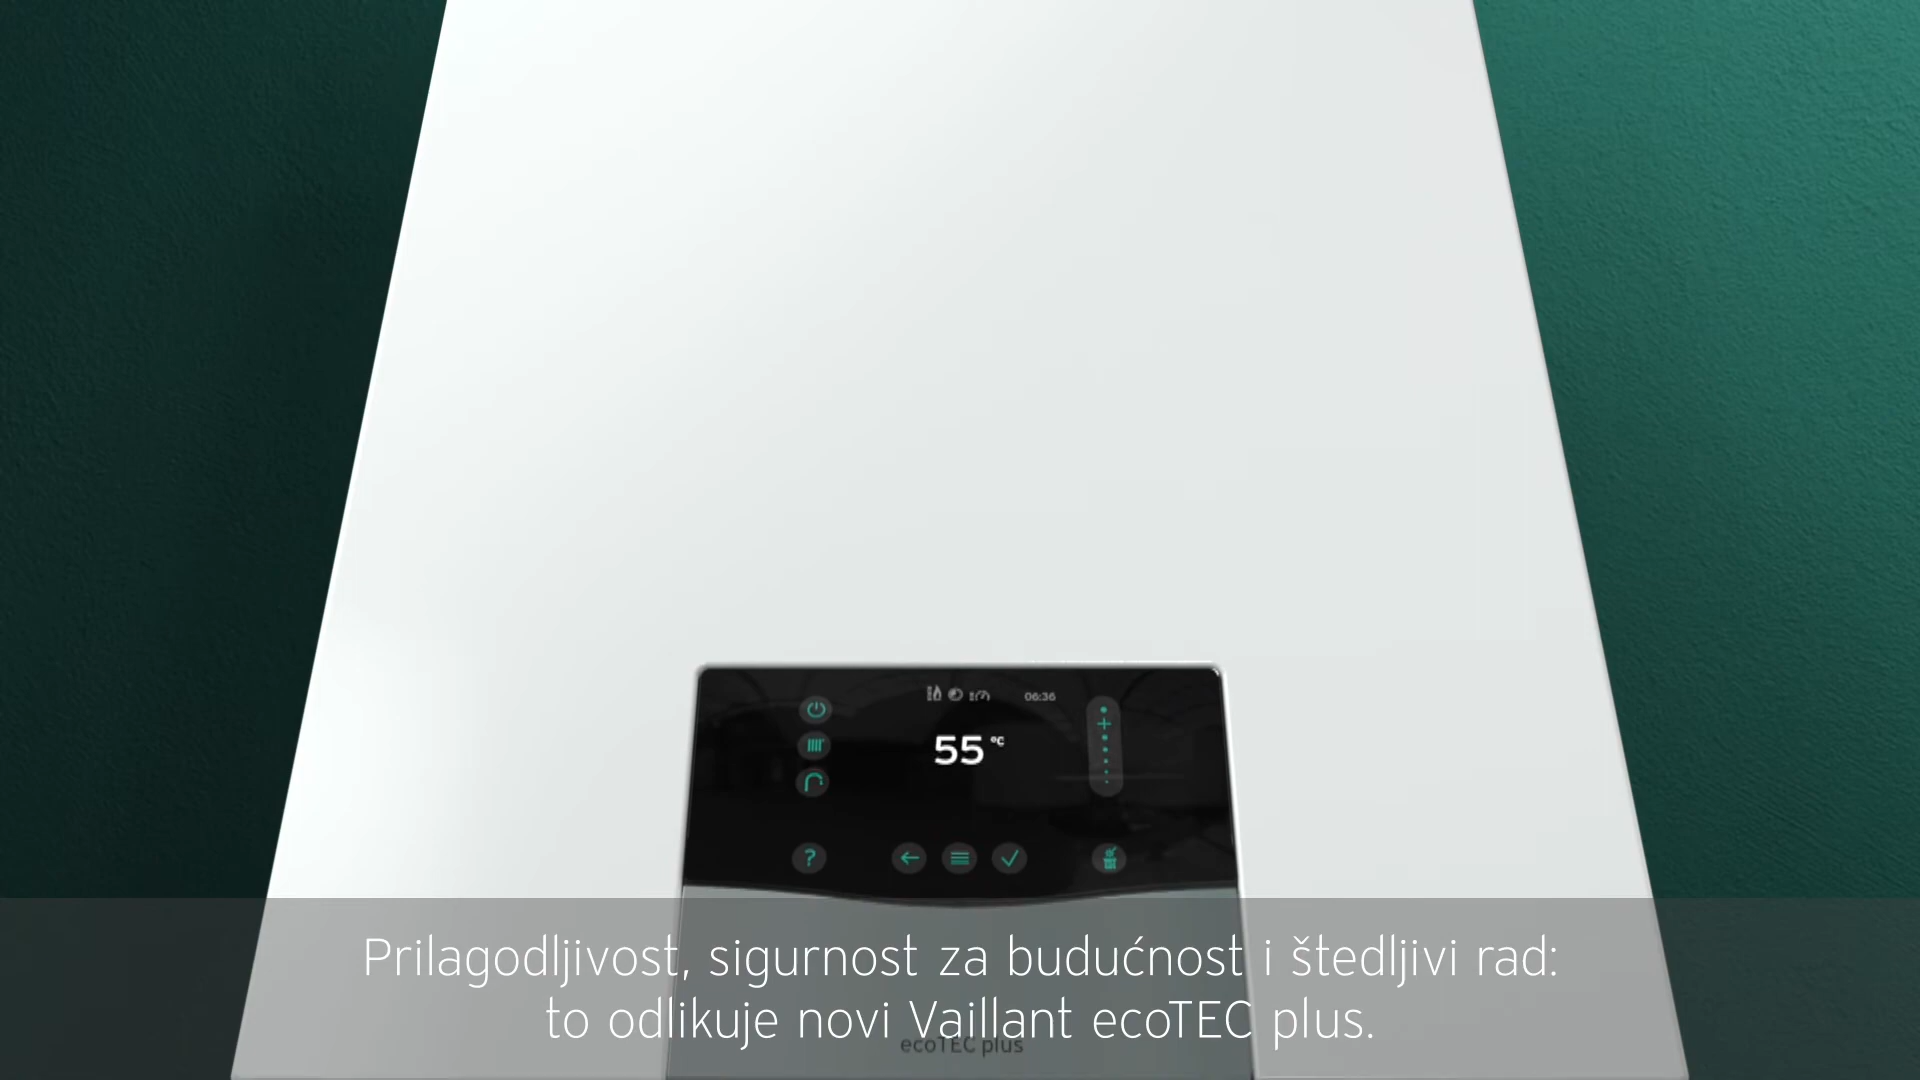 06:36
55 °C
?
Prilagodljivost, sigurnost za budućnost i štedljivi rad:
to odlikuje novi Vaillant ecoTEC plus.
ecoTEC plus